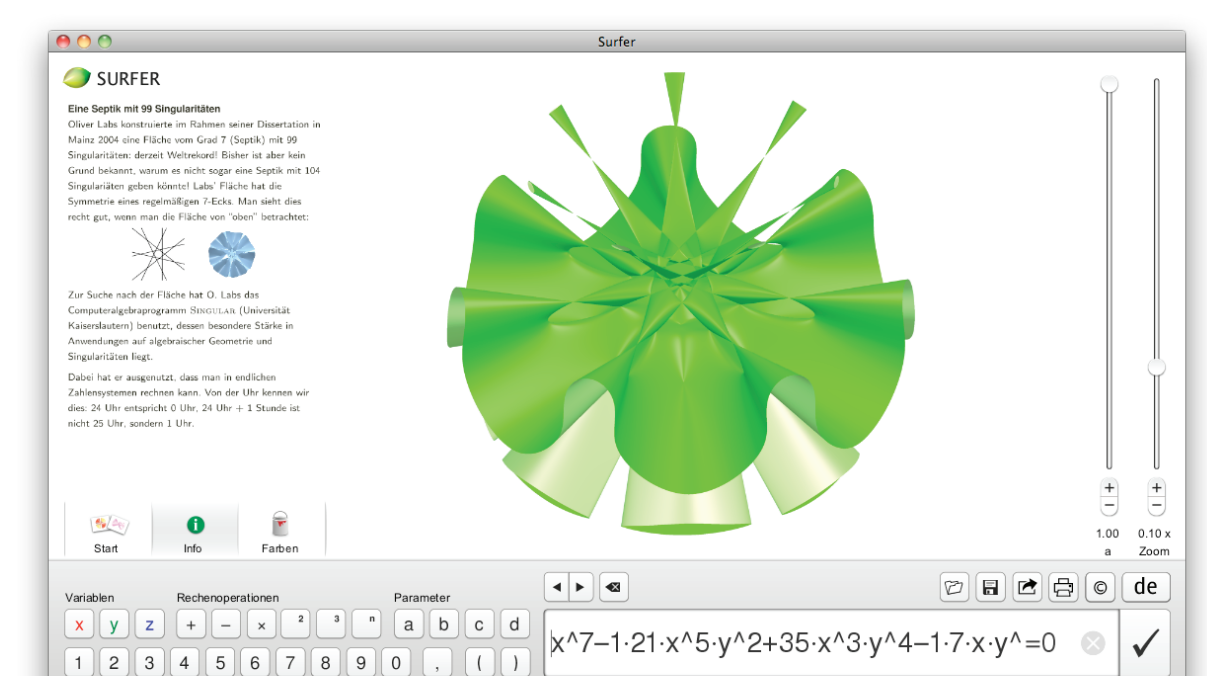 Surfer
SURFER
Eine Septik mit 99 Singularitäten
Oliver Labs konstruierte im Rahmen seiner Dissertation in
Mainz 2004 eine Fläche vom Grad 7 (Septik) mit 99
Singularitäten: derzeit Weltrekord! Bisher ist aber kein
Grund bekannt, warum es nicht sogar eine Septik mit 104
Singulariäten geben könnte! Labs' Fläche hat die
Symmetrie eines regelmäßigen 7-Ecks. Man sieht dies
recht gut, wenn man die Fläche von "oben" betrachtet:
Zur Suche nach der Fläche hat O. Labs das
Computeralgebraprogramm SINGULAR (Universität
Kaiserslautern) benutzt, dessen besondere Stärke in
Anwendungen auf algebraischer Geometrie und
Singularitäten liegt.
Dabei hat er ausgenutzt, dass man in endlichen
Zahlensystemen rechnen kann. Von der Uhr kennen wir
dies: 24 Uhr entspricht 0 Uhr, 24 Uhr + 1 Stunde ist
nicht 25 Uhr, sondern 1 Uhr.
Start Info Farben
+ +
− −
1.00 0.10 x
a Zoom
© de
Variablen Rechenoperationen Parameter
x y z + − × 2 3 n a b c d
1 2 3 4 5 6 7 8 9 0 , ( )
x^7−1·21·x^5·y^2+35·x^3·y^4−1·7·x·y^=0